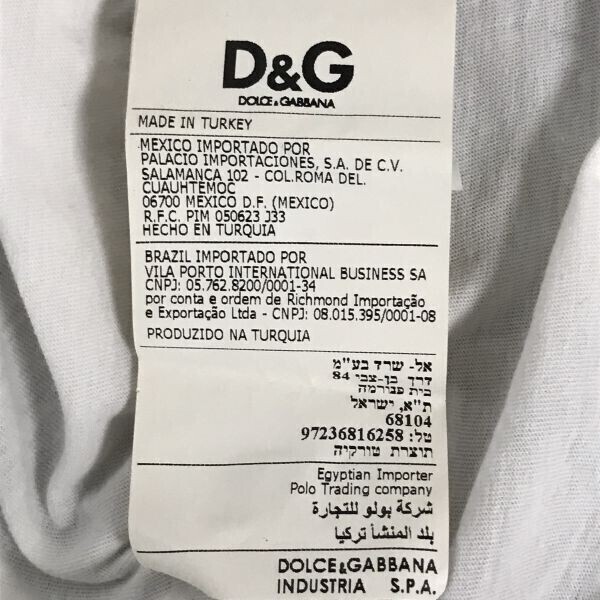 D&G
DOLCE & GABBANA
MADE IN TURKEY
MEXICO IMPORTADO POR
PALACIO IMPORTACIONES, S.A. DE C.V.
SALAMANCA 102 - COL.ROMA DEL.
CUAUHTEMOC
06700 MEXICO D.F. (MEXICO)
R.F.C. PIM 050623 J33
HECHO EN TURQUIA
BRAZIL IMPORTADO POR
VILA PORTO INTERNATIONAL BUSINESS SA
CNPJ: 05.762.8200/0001-34
por conta e ordem de Richmond Importação
e Exportação Ltda - CNPJ: 08.015.395/0001-08
PRODUZIDO NA TURQUIA
אל- שרד בע"מ
דרך בן-צבי 84
בית פנורמה
ת"א, ישראל
68104
טל: 97236816258
תוצרת טורקיה
Egyptian Importer
Polo Trading company
شركة بولو للتجارة
بلد المنشأ تركيا
DOLCE&GABBANA
INDUSTRIA S.P.A.